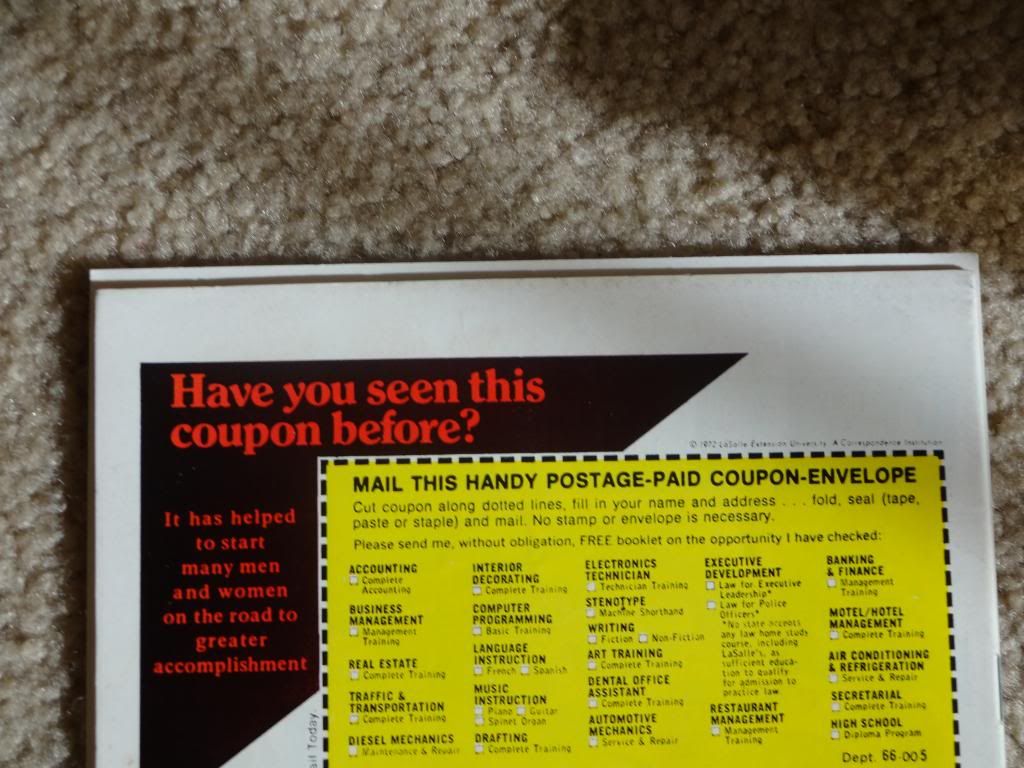 Have you seen this
coupon before?
© 1972 LaSalle Extension University, A Correspondence Institution
It has helped
to start
many men
and women
on the road to
greater
accomplishment
ail Today.
MAIL THIS HANDY POSTAGE-PAID COUPON-ENVELOPE
Cut coupon along dotted lines, fill in your name and address . . . fold, seal (tape,
paste or staple) and mail. No stamp or envelope is necessary.
Please send me, without obligation, FREE booklet on the opportunity I have checked:
ACCOUNTING
Complete
Accounting
BUSINESS
MANAGEMENT
Management
Training
REAL ESTATE
Complete Training
TRAFFIC &
TRANSPORTATION
Complete Training
DIESEL MECHANICS
Maintenance & Repair
INTERIOR
DECORATING
Complete Training
COMPUTER
PROGRAMMING
Basic Training
LANGUAGE
INSTRUCTION
French Spanish
MUSIC
INSTRUCTION
Piano Guitar
Spinet Organ
DRAFTING
Complete Training
ELECTRONICS
TECHNICIAN
Technician Training
STENOTYPE
Machine Shorthand
WRITING
Fiction Non-Fiction
ART TRAINING
Complete Training
DENTAL OFFICE
ASSISTANT
Complete Training
AUTOMOTIVE
MECHANICS
Service & Repair
EXECUTIVE
DEVELOPMENT
Law for Executive
Leadership*
Law for Police
Officers*
*No state accepts
any law home study
course, including
LaSalle's, as
sufficient educa-
tion to qualify
for admission to
practice law.
RESTAURANT
MANAGEMENT
Management
Training
BANKING
& FINANCE
Management
Training
MOTEL/HOTEL
MANAGEMENT
Complete Training
AIR CONDITIONING
& REFRIGERATION
Service & Repair
SECRETARIAL
Complete Training
HIGH SCHOOL
Diploma Program
Dept. 66-005